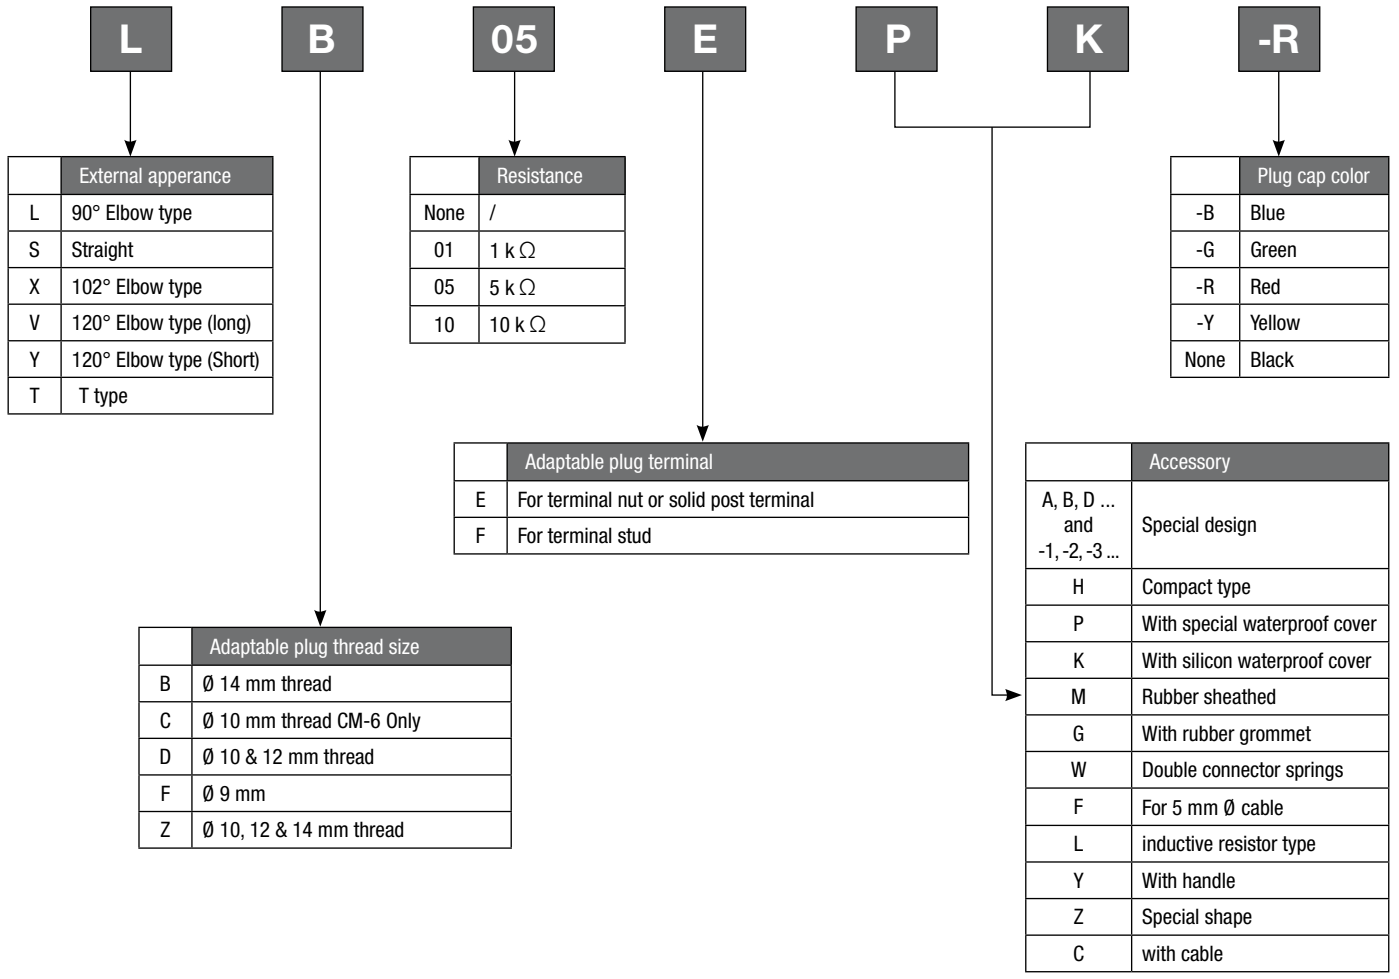 L B 05 E P K -R
External apperance
L 90° Elbow type
S Straight
X 102° Elbow type
V 120° Elbow type (long)
Y 120° Elbow type (Short)
T T type
Resistance
None /
01 1 k Ω
05 5 k Ω
10 10 k Ω
Plug cap color
-B Blue
-G Green
-R Red
-Y Yellow
None Black
Adaptable plug terminal
E For terminal nut or solid post terminal
F For terminal stud
Adaptable plug thread size
B Ø 14 mm thread
C Ø 10 mm thread CM-6 Only
D Ø 10 & 12 mm thread
F Ø 9 mm
Z Ø 10, 12 & 14 mm thread
Accessory
A, B, D ...
and
-1, -2, -3 ...
Special design
H Compact type
P With special waterproof cover
K With silicon waterproof cover
M Rubber sheathed
G With rubber grommet
W Double connector springs
F For 5 mm Ø cable
L inductive resistor type
Y With handle
Z Special shape
C with cable